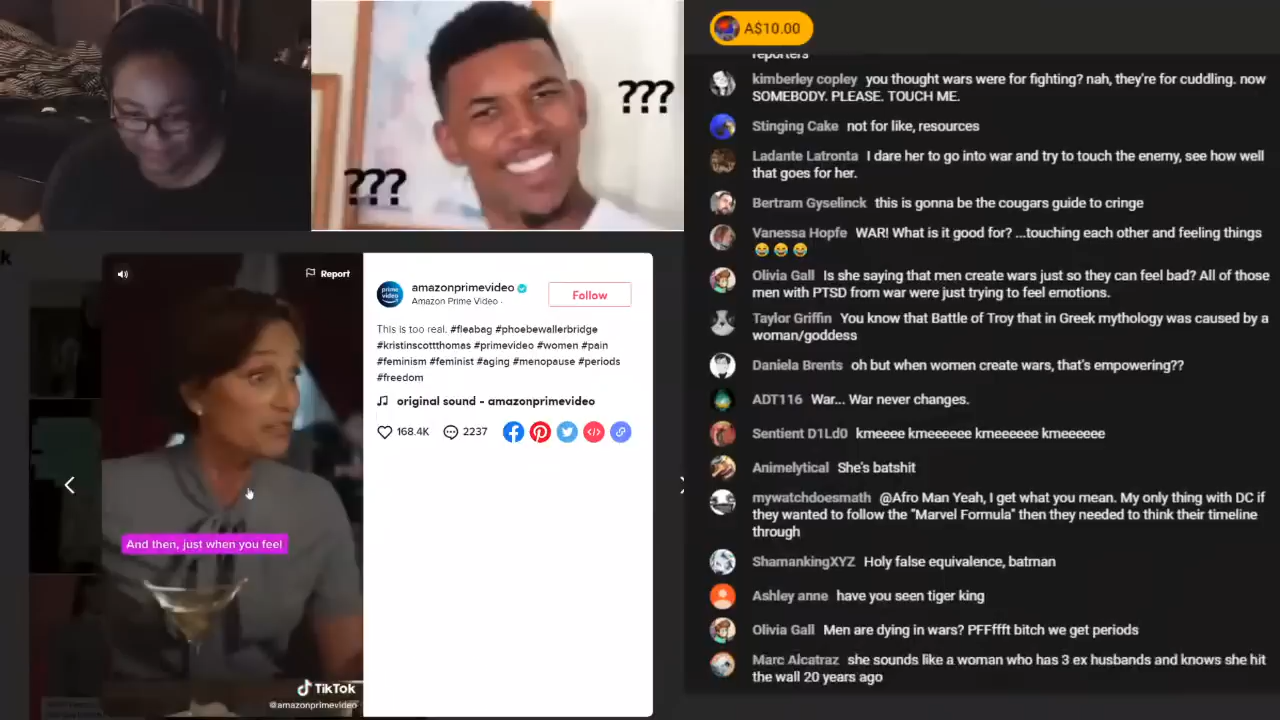 ???
???
Report
And then, just when you feel
TikTok
@amazonprimevideo
prime video
amazonprimevideo
Amazon Prime Video ·
Follow
This is too real. #fleabag #phoebewallerbridge
#kristinscottthomas #primevideo #women #pain
#feminism #feminist #aging #menopause #periods
#freedom
original sound - amazonprimevideo
168.4K 2237
A$10.00
reporters
kimberley copley you thought wars were for fighting? nah, they're for cuddling. now
SOMEBODY. PLEASE. TOUCH ME.
Stinging Cake not for like, resources
Ladante Latronta I dare her to go into war and try to touch the enemy, see how well
that goes for her.
Bertram Gyselinck this is gonna be the cougars guide to cringe
Vanessa Hopfe WAR! What is it good for? ...touching each other and feeling things
😂 😂 😂
Olivia Gall Is she saying that men create wars just so they can feel bad? All of those
men with PTSD from war were just trying to feel emotions.
Taylor Griffin You know that Battle of Troy that in Greek mythology was caused by a
woman/goddess
Daniela Brents oh but when women create wars, that's empowering??
ADT116 War... War never changes.
Sentient D1Ld0 kmeeee kmeeeeee kmeeeeee kmeeeeee
Animelytical She's batshit
mywatchdoesmath @Afro Man Yeah, I get what you mean. My only thing with DC if
they wanted to follow the "Marvel Formula" then they needed to think their timeline
through
ShamankingXYZ Holy false equivalence, batman
Ashley anne have you seen tiger king
Olivia Gall Men are dying in wars? PFFffft bitch we get periods
Marc Alcatraz she sounds like a woman who has 3 ex husbands and knows she hit
the wall 20 years ago